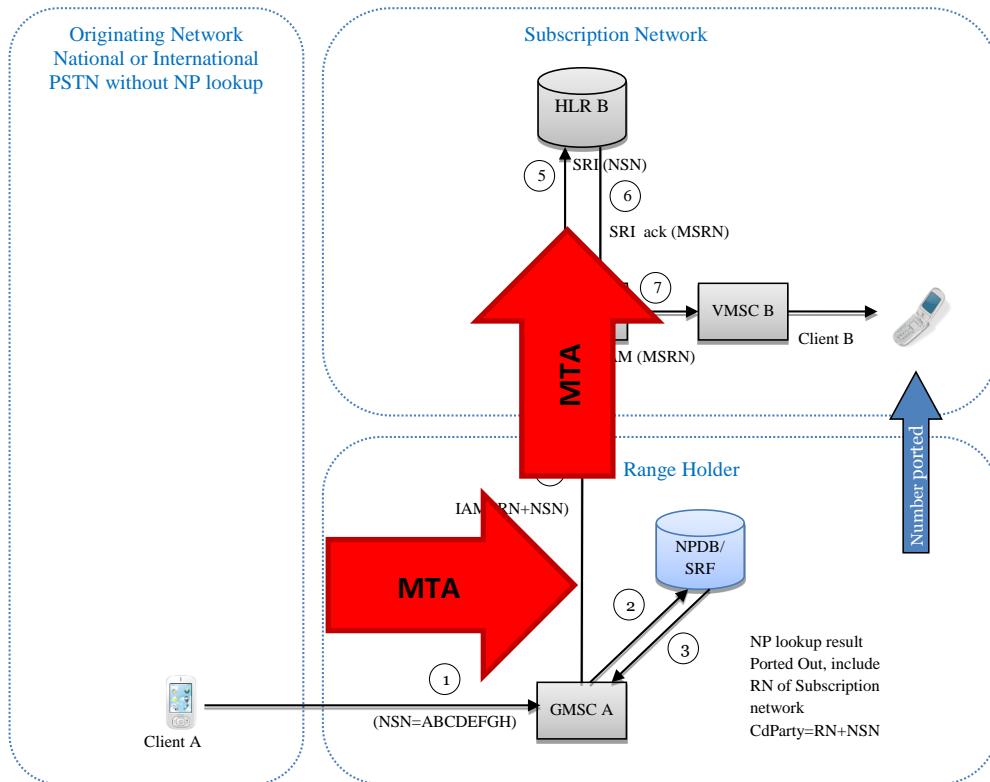 Originating Network
National or International
PSTN without NP lookup
Subscription Network
HLR B
SRI (NSN)
5
6
SRI ack (MSRN)
7
VMSC B
Client B
(MSRN)
MTA
Range Holder
Number ported
NPDB/
SRF
MTA
2
3
NP lookup result
Ported Out, include
RN of Subscription
network
CdParty=RN+NSN
1
GMSC A
(NSN=ABCDEFGH)
Client A